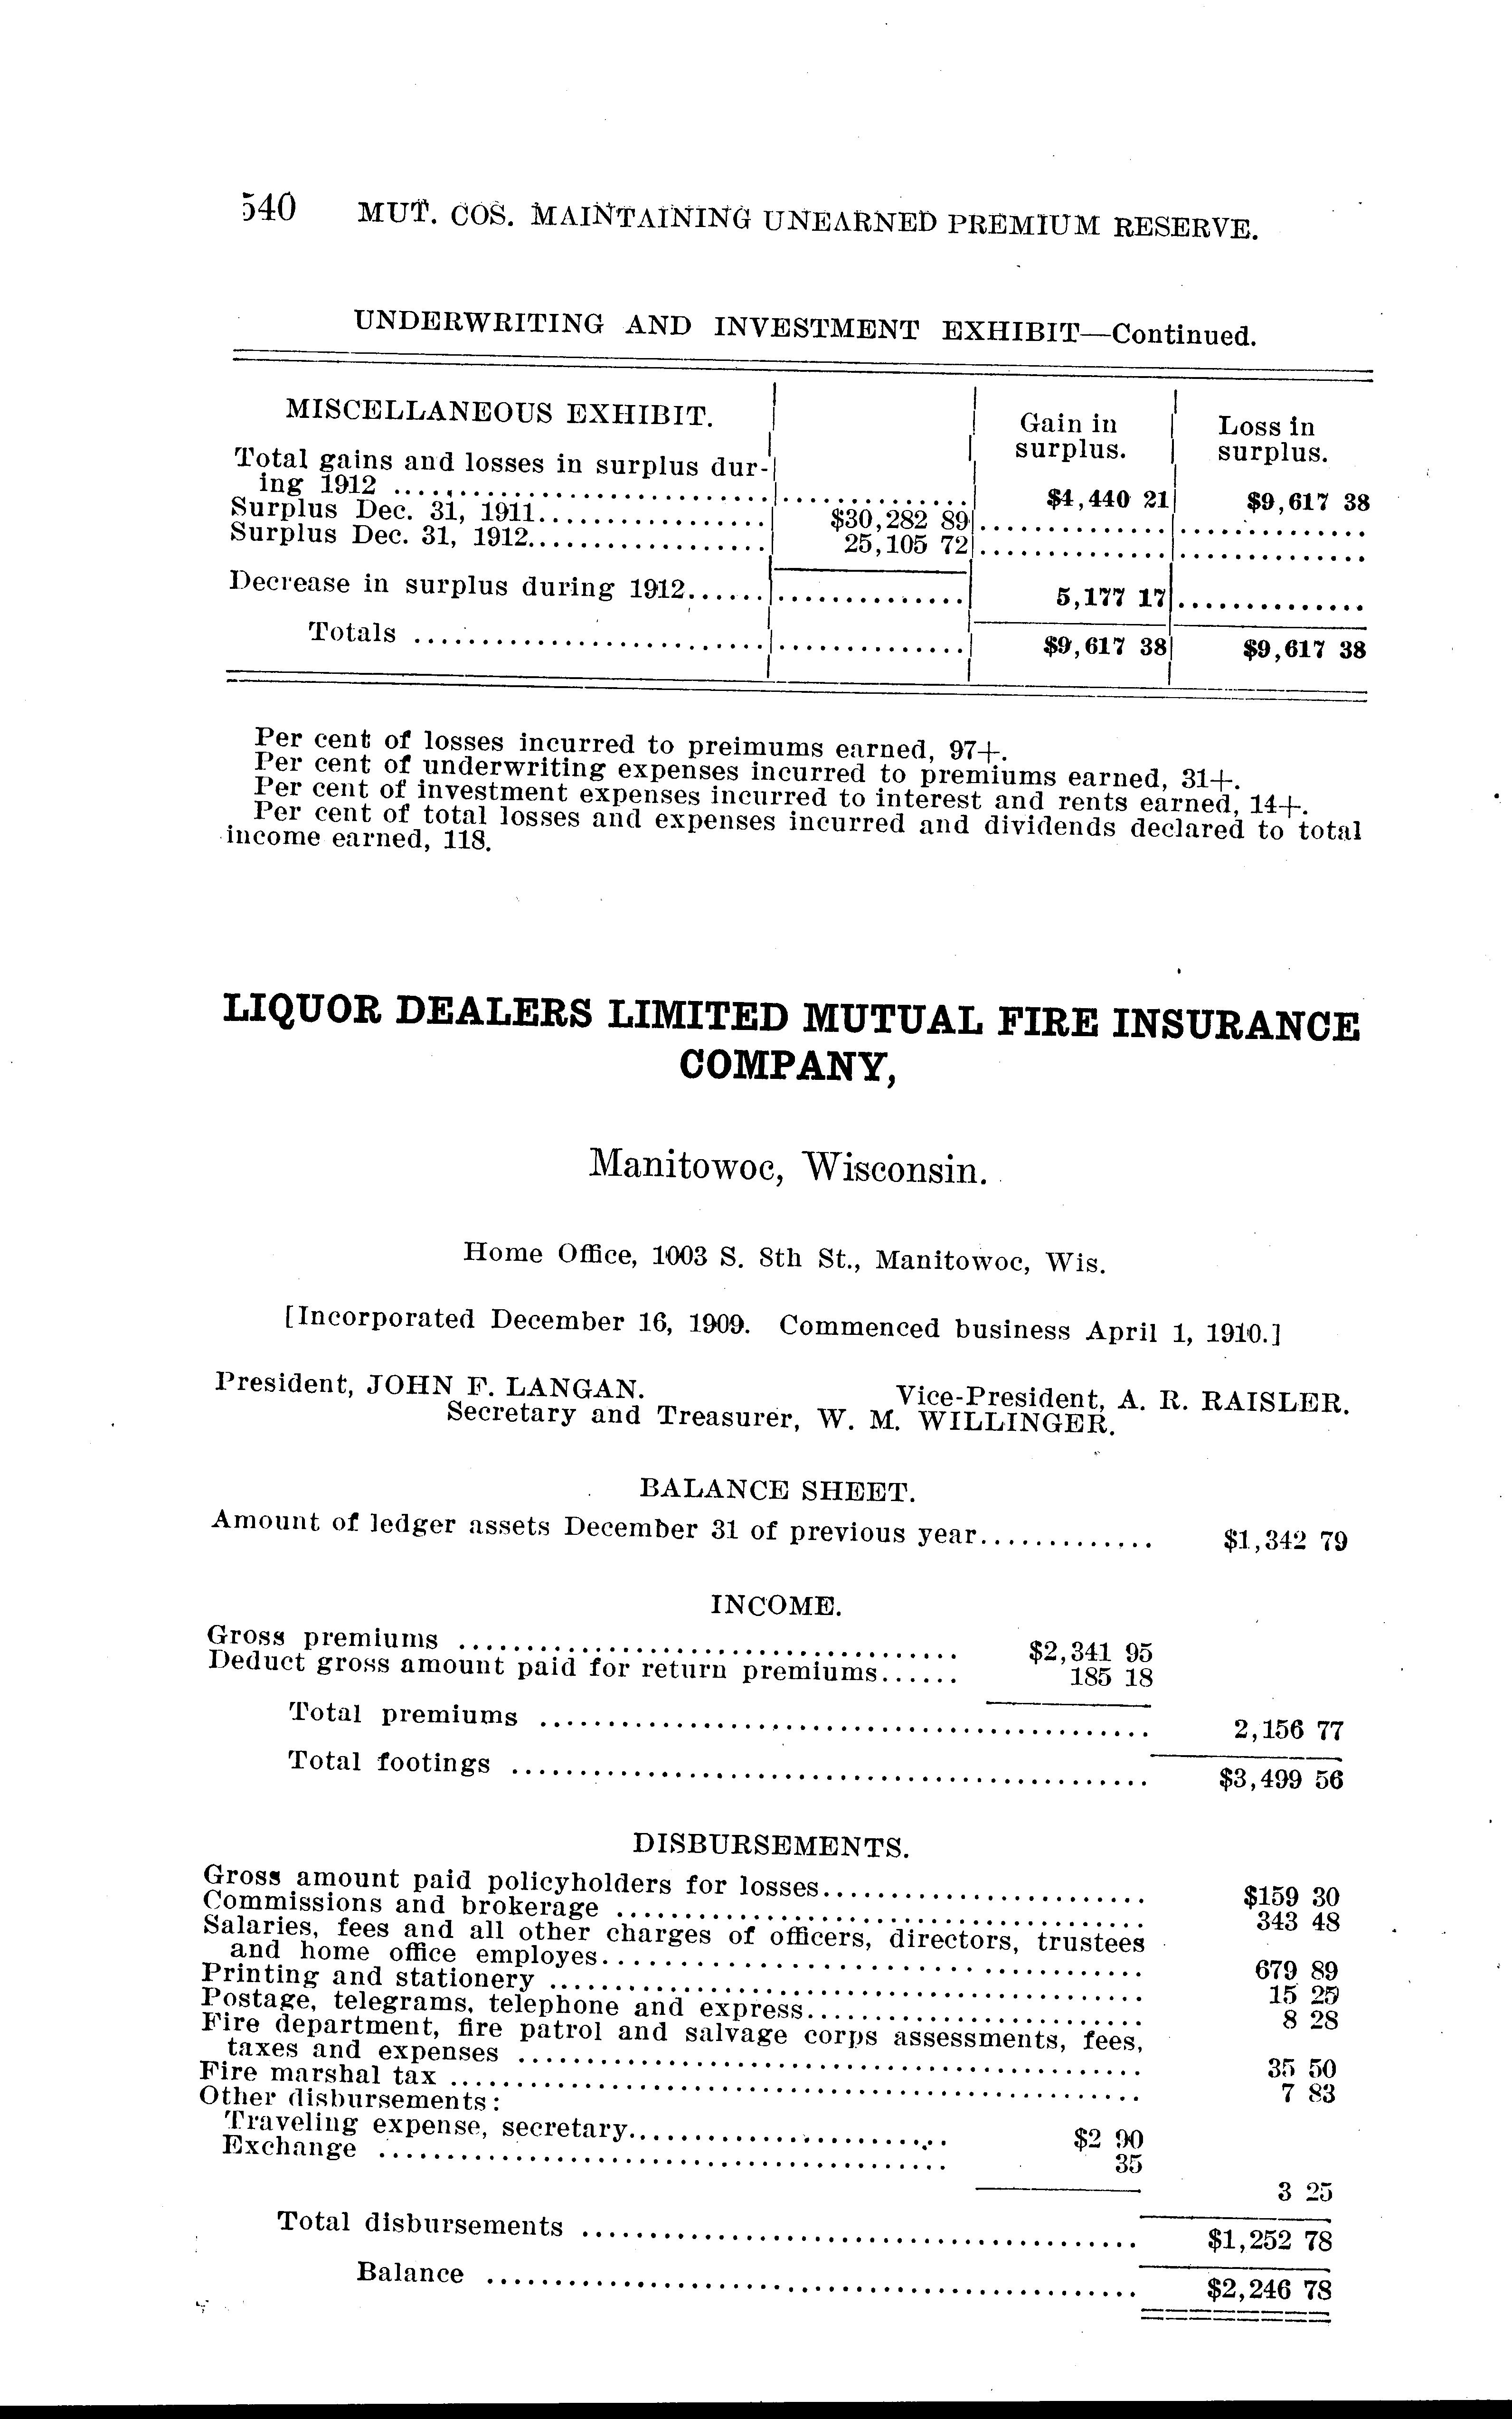 540 MUT. COS. MAINTAINING UNEARNED PREMIUM RESERVE.
UNDERWRITING AND INVESTMENT EXHIBIT—Continued.
MISCELLANEOUS EXHIBIT.
Gain in surplus. Loss in surplus.
Total gains and losses in surplus dur-
ing 1912 .......... $4,440 21 $9,617 38
Surplus Dec. 31, 1911.......... $30,282 89
Surplus Dec. 31, 1912.......... 25,105 72
Decrease in surplus during 1912...... 5,177 17
Totals .......... $9,617 38 $9,617 38
Per cent of losses incurred to preimums earned, 97+.
Per cent of underwriting expenses incurred to premiums earned, 31+.
Per cent of investment expenses incurred to interest and rents earned, 14+.
Per cent of total losses and expenses incurred and dividends declared to total
income earned, 118.
LIQUOR DEALERS LIMITED MUTUAL FIRE INSURANCE
COMPANY,
Manitowoc, Wisconsin.
Home Office, 1003 S. 8th St., Manitowoc, Wis.
[Incorporated December 16, 1909. Commenced business April 1, 1910.]
President, JOHN F. LANGAN. Vice-President, A. R. RAISLER.
Secretary and Treasurer, W. M. WILLINGER.
BALANCE SHEET.
Amount of ledger assets December 31 of previous year............. $1,342 79
INCOME.
Gross premiums .......... $2,341 95
Deduct gross amount paid for return premiums...... 185 18
Total premiums .......... 2,156 77
Total footings .......... $3,499 56
DISBURSEMENTS.
Gross amount paid policyholders for losses.......... $159 30
Commissions and brokerage .......... 343 48
Salaries, fees and all other charges of officers, directors, trustees
and home office employes.......... 679 89
Printing and stationery .......... 15 25
Postage, telegrams, telephone and express.......... 8 28
Fire department, fire patrol and salvage corps assessments, fees,
taxes and expenses .......... 35 50
Fire marshal tax .......... 7 83
Other disbursements:
Traveling expense, secretary.......... $2 90
Exchange .......... 35
3 25
Total disbursements .......... $1,252 78
Balance .......... $2,246 78